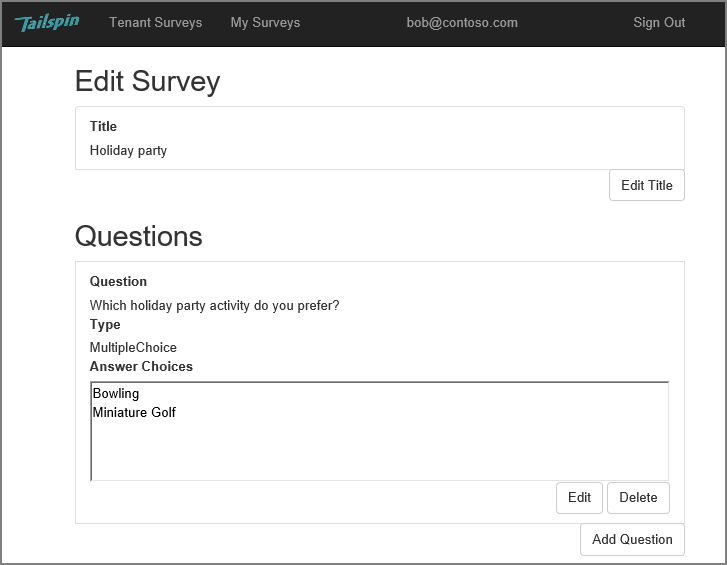 Tailspin Tenant Surveys My Surveys bob@contoso.com Sign Out
Edit Survey
Title
Holiday party
Edit Title
Questions
Question
Which holiday party activity do you prefer?
Type
MultipleChoice
Answer Choices
Bowling
Miniature Golf
Edit Delete
Add Question